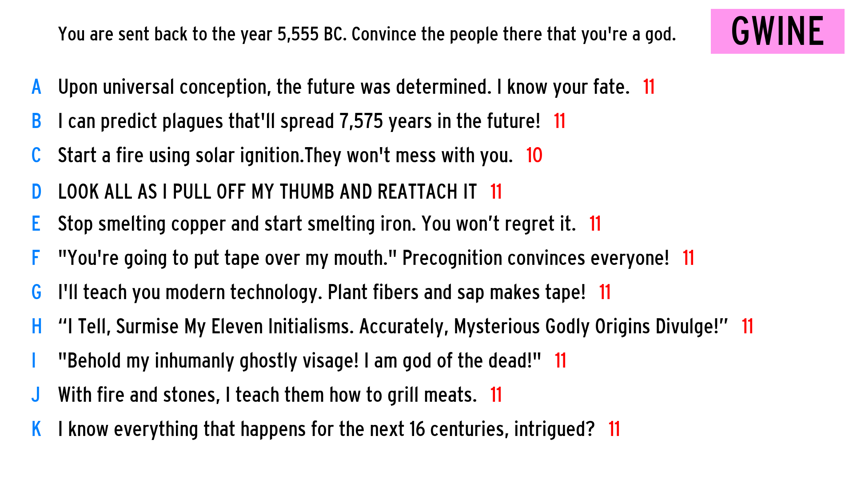 You are sent back to the year 5,555 BC. Convince the people there that you're a god.
GWINE
A Upon universal conception, the future was determined. I know your fate. 11
B I can predict plagues that'll spread 7,575 years in the future! 11
C Start a fire using solar ignition.They won't mess with you. 10
D LOOK ALL AS I PULL OFF MY THUMB AND REATTACH IT 11
E Stop smelting copper and start smelting iron. You won’t regret it. 11
F "You're going to put tape over my mouth." Precognition convinces everyone! 11
G I'll teach you modern technology. Plant fibers and sap makes tape! 11
H “I Tell, Surmise My Eleven Initialisms. Accurately, Mysterious Godly Origins Divulge!” 11
I "Behold my inhumanly ghostly visage! I am god of the dead!" 11
J With fire and stones, I teach them how to grill meats. 11
K I know everything that happens for the next 16 centuries, intrigued? 11